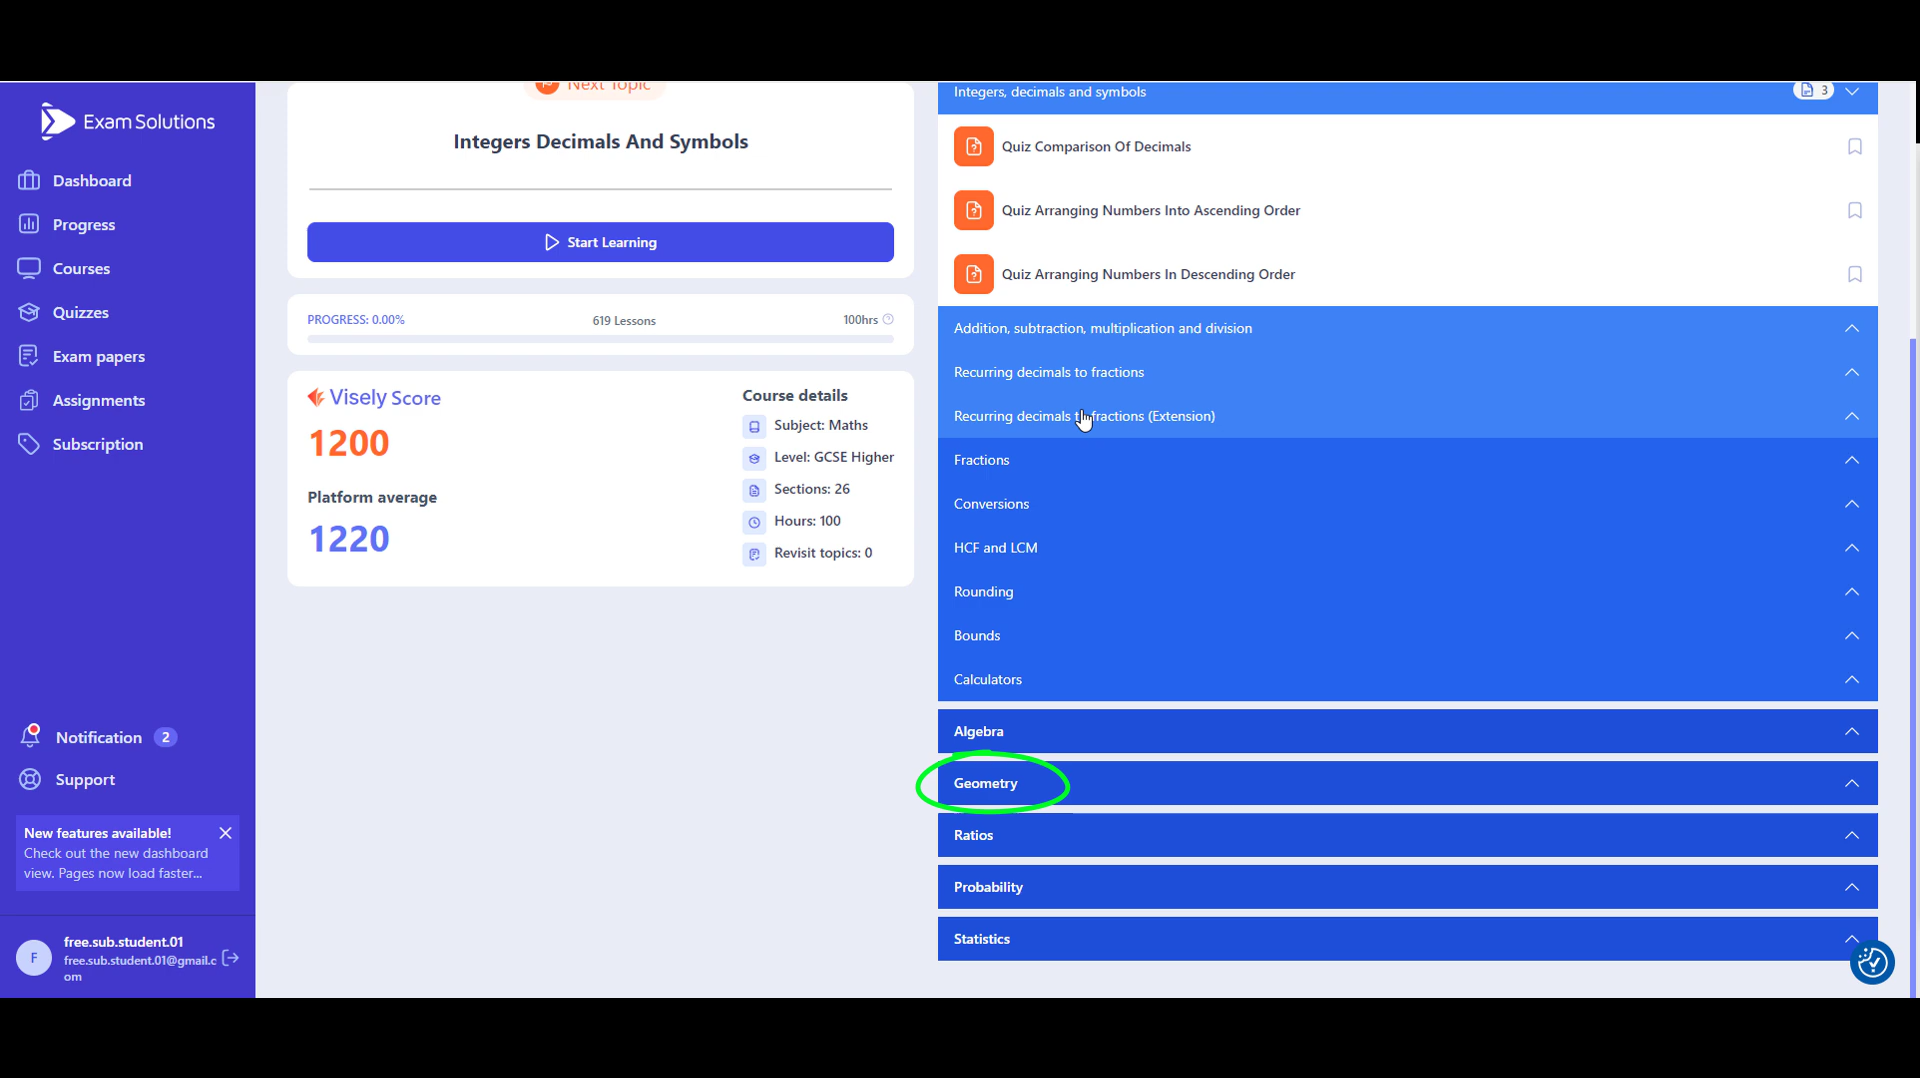 Exam Solutions
Dashboard
Progress
Courses
Quizzes
Exam papers
Assignments
Subscription
Notification 2
Support
New features available!
Check out the new dashboard
view. Pages now load faster...
F
free.sub.student.01
free.sub.student.01@gmail.c
om
Next Topic
Integers Decimals And Symbols
Start Learning
PROGRESS: 0.00% 619 Lessons 100hrs
Visely Score
1200
Platform average
1220
Course details
Subject: Maths
Level: GCSE Higher
Sections: 26
Hours: 100
Revisit topics: 0
Integers, decimals and symbols 3
Quiz Comparison Of Decimals
Quiz Arranging Numbers Into Ascending Order
Quiz Arranging Numbers In Descending Order
Addition, subtraction, multiplication and division
Recurring decimals to fractions
Recurring decimals to fractions (Extension)
Fractions
Conversions
HCF and LCM
Rounding
Bounds
Calculators
Algebra
Geometry
Ratios
Probability
Statistics